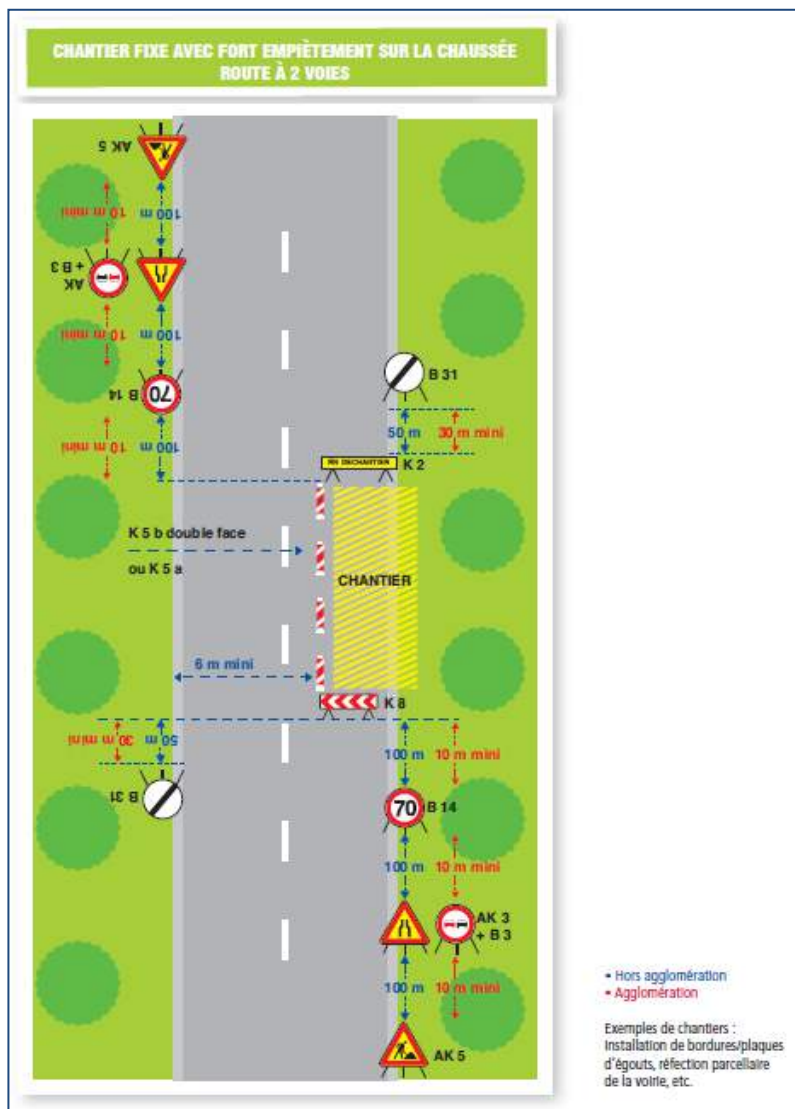 CHANTIER FIXE AVEC FORT EMPIÈTEMENT SUR LA CHAUSSÉE
ROUTE À 2 VOIES
AK 5
10 m mini
100 m
AK
+ B 3
10 m mini
100 m
70
B 14
10 m mini
100 m
B 31
50 m
30 m mini
K 2
K 5 b double face
ou K 5 a
CHANTIER
6 m mini
K 8
30 m mini
50 m
B 31
100 m
10 m mini
70
B 14
100 m
10 m mini
AK 3
+ B 3
100 m
10 m mini
AK 5
• Hors agglomération
• Agglomération
Exemples de chantiers :
Installation de bordures/plaques
d'égouts, réfection parcellaire
de la voirie, etc.